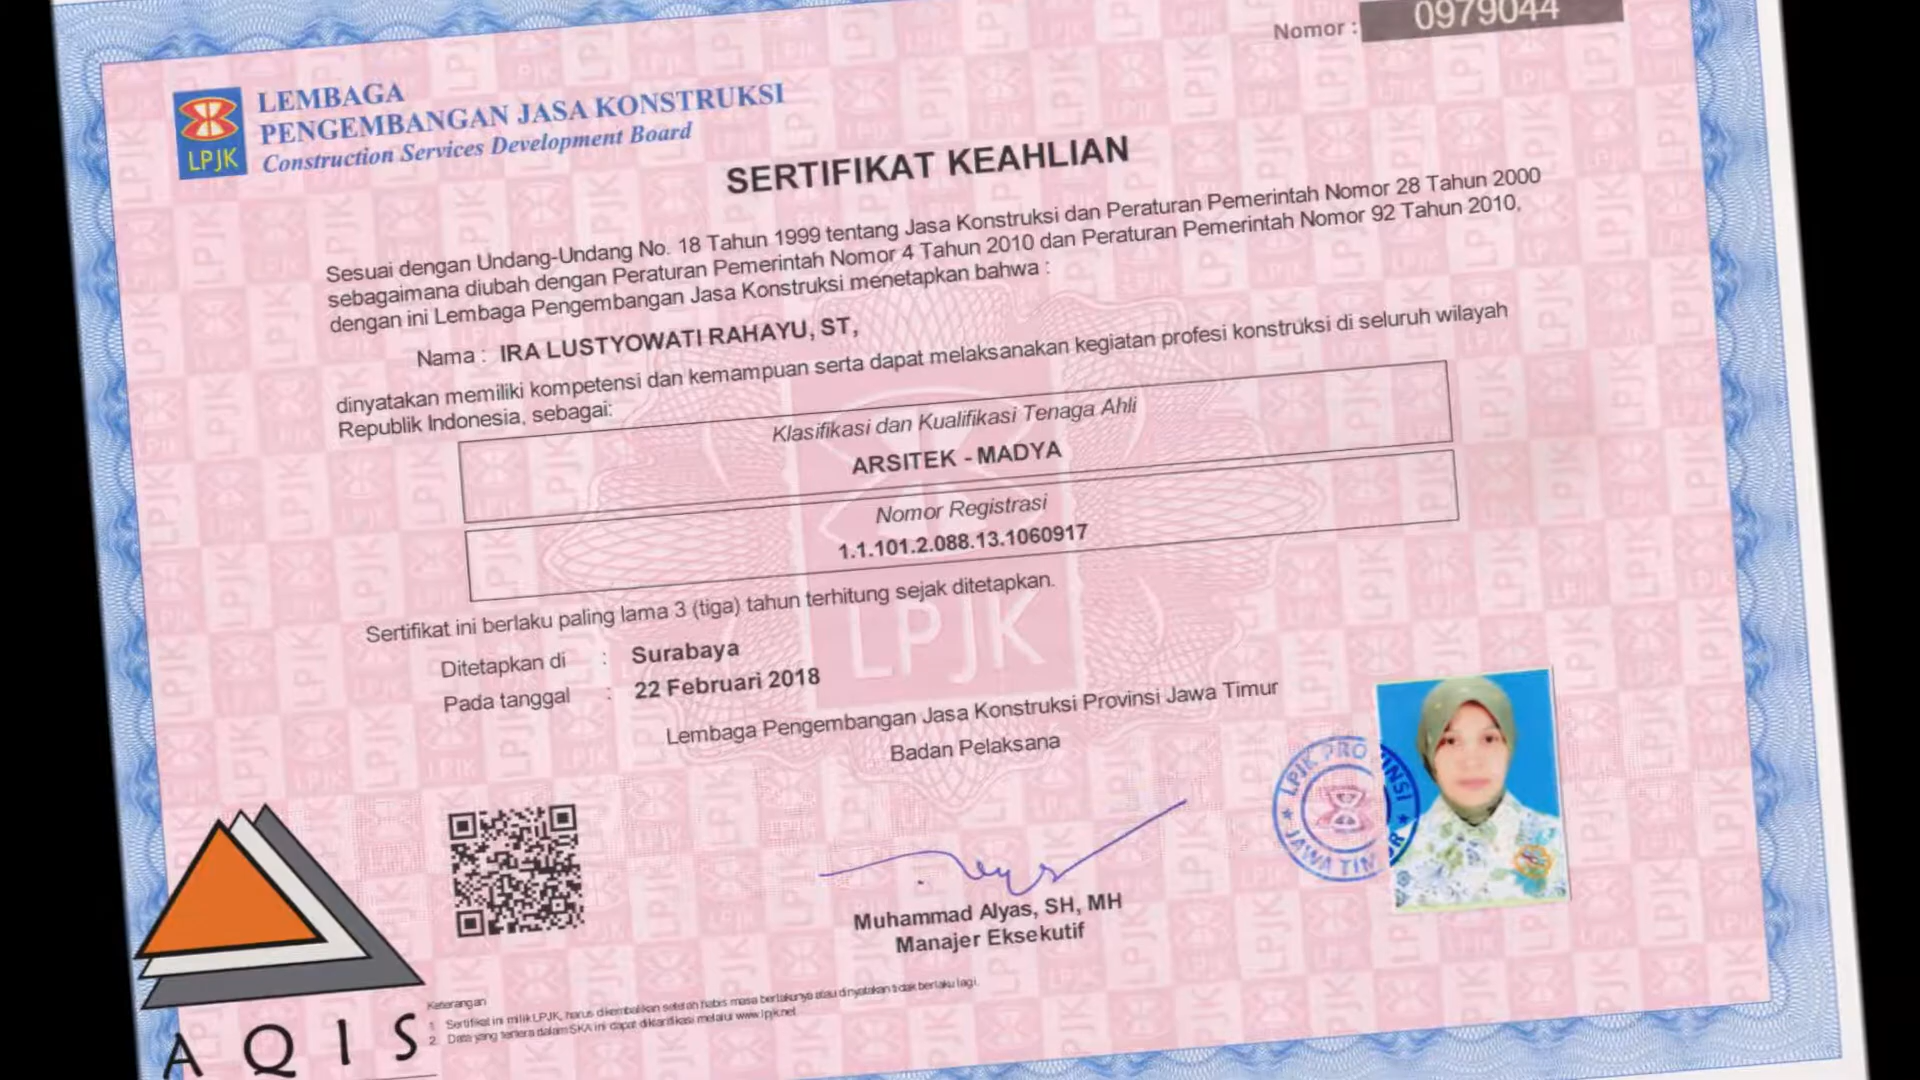 Nomor : 0979044
LEMBAGA
PENGEMBANGAN JASA KONSTRUKSI
Construction Services Development Board
LPJK
SERTIFIKAT KEAHLIAN
Sesuai dengan Undang-Undang No. 18 Tahun 1999 tentang Jasa Konstruksi dan Peraturan Pemerintah Nomor 28 Tahun 2000
sebagaimana diubah dengan Peraturan Pemerintah Nomor 4 Tahun 2010 dan Peraturan Pemerintah Nomor 92 Tahun 2010,
dengan ini Lembaga Pengembangan Jasa Konstruksi menetapkan bahwa :
Nama : IRA LUSTYOWATI RAHAYU, ST,
dinyatakan memiliki kompetensi dan kemampuan serta dapat melaksanakan kegiatan profesi konstruksi di seluruh wilayah
Republik Indonesia, sebagai:
Klasifikasi dan Kualifikasi Tenaga Ahli
ARSITEK - MADYA
Nomor Registrasi
1.1.101.2.088.13.1060917
LPJK
Sertifikat ini berlaku paling lama 3 (tiga) tahun terhitung sejak ditetapkan.
Ditetapkan di : Surabaya
Pada tanggal : 22 Februari 2018
Lembaga Pengembangan Jasa Konstruksi Provinsi Jawa Timur
Badan Pelaksana
LPJK PROVINSI
JAWA TIMUR
Muhammad Alyas, SH, MH
Manajer Eksekutif
Keterangan
1. Sertifikat ini milik LPJK, harus dikembalikan setelah habis masa berlakunya atau dinyatakan tidak berlaku lagi.
2. Data yang tertera dalam SKA ini dapat diklarifikasi melalui www.lpjk.net
AQIS